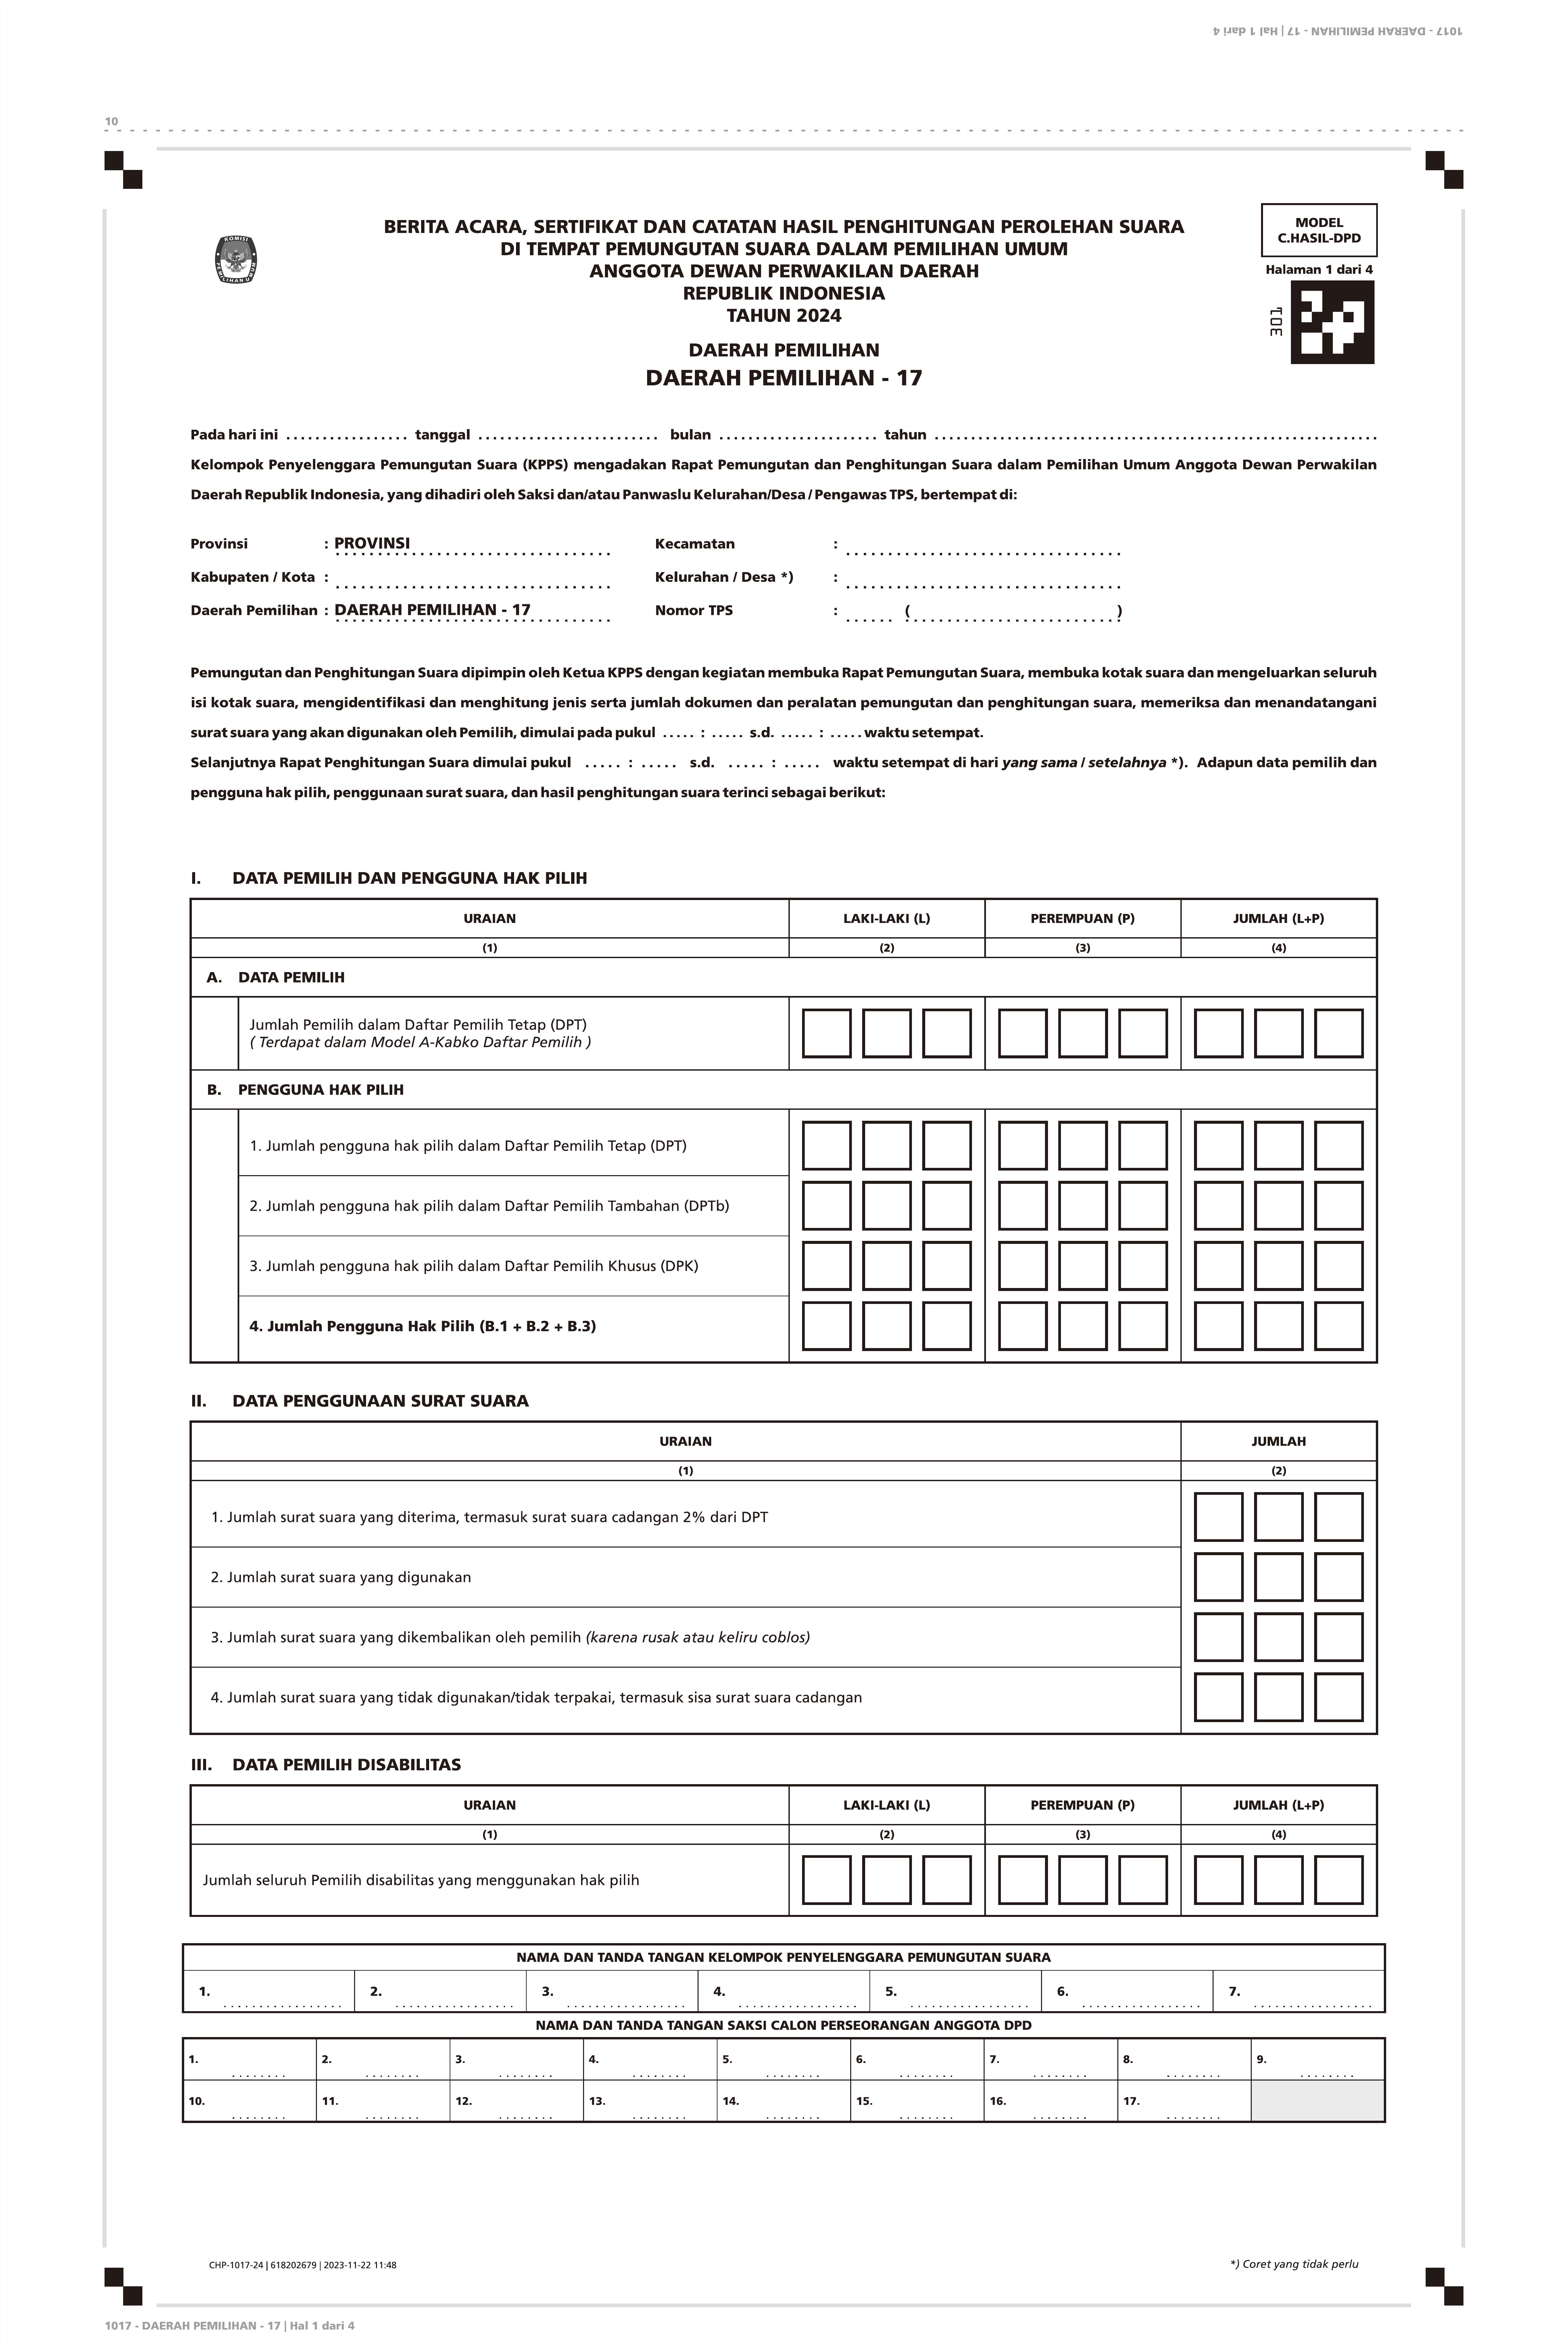 1017 - DAERAH PEMILIHAN - 17 | Hal 1 dari 4
10
KOMISI
PEMILIHAN UMUM
BERITA ACARA, SERTIFIKAT DAN CATATAN HASIL PENGHITUNGAN PEROLEHAN SUARA
DI TEMPAT PEMUNGUTAN SUARA DALAM PEMILIHAN UMUM
ANGGOTA DEWAN PERWAKILAN DAERAH
REPUBLIK INDONESIA
TAHUN 2024
MODEL
C.HASIL-DPD
Halaman 1 dari 4
301
DAERAH PEMILIHAN
DAERAH PEMILIHAN - 17
Pada hari ini ................. tanggal ......................... bulan ...................... tahun .............................................................
Kelompok Penyelenggara Pemungutan Suara (KPPS) mengadakan Rapat Pemungutan dan Penghitungan Suara dalam Pemilihan Umum Anggota Dewan Perwakilan
Daerah Republik Indonesia, yang dihadiri oleh Saksi dan/atau Panwaslu Kelurahan/Desa / Pengawas TPS, bertempat di:
Provinsi : PROVINSI Kecamatan : .................................
Kabupaten / Kota : ................................. Kelurahan / Desa *) : .................................
Daerah Pemilihan : DAERAH PEMILIHAN - 17 Nomor TPS : ...... (..........................)
Pemungutan dan Penghitungan Suara dipimpin oleh Ketua KPPS dengan kegiatan membuka Rapat Pemungutan Suara, membuka kotak suara dan mengeluarkan seluruh
isi kotak suara, mengidentifikasi dan menghitung jenis serta jumlah dokumen dan peralatan pemungutan dan penghitungan suara, memeriksa dan menandatangani
surat suara yang akan digunakan oleh Pemilih, dimulai pada pukul ..... : ..... s.d. ..... : ..... waktu setempat.
Selanjutnya Rapat Penghitungan Suara dimulai pukul ..... : ..... s.d. ..... : ..... waktu setempat di hari yang sama / setelahnya *). Adapun data pemilih dan
pengguna hak pilih, penggunaan surat suara, dan hasil penghitungan suara terinci sebagai berikut:
I. DATA PEMILIH DAN PENGGUNA HAK PILIH
URAIAN LAKI-LAKI (L) PEREMPUAN (P) JUMLAH (L+P)
(1) (2) (3) (4)
A. DATA PEMILIH
Jumlah Pemilih dalam Daftar Pemilih Tetap (DPT)
( Terdapat dalam Model A-Kabko Daftar Pemilih )
B. PENGGUNA HAK PILIH
1. Jumlah pengguna hak pilih dalam Daftar Pemilih Tetap (DPT)
2. Jumlah pengguna hak pilih dalam Daftar Pemilih Tambahan (DPTb)
3. Jumlah pengguna hak pilih dalam Daftar Pemilih Khusus (DPK)
4. Jumlah Pengguna Hak Pilih (B.1 + B.2 + B.3)
II. DATA PENGGUNAAN SURAT SUARA
URAIAN JUMLAH
(1) (2)
1. Jumlah surat suara yang diterima, termasuk surat suara cadangan 2% dari DPT
2. Jumlah surat suara yang digunakan
3. Jumlah surat suara yang dikembalikan oleh pemilih (karena rusak atau keliru coblos)
4. Jumlah surat suara yang tidak digunakan/tidak terpakai, termasuk sisa surat suara cadangan
III. DATA PEMILIH DISABILITAS
URAIAN LAKI-LAKI (L) PEREMPUAN (P) JUMLAH (L+P)
(1) (2) (3) (4)
Jumlah seluruh Pemilih disabilitas yang menggunakan hak pilih
NAMA DAN TANDA TANGAN KELOMPOK PENYELENGGARA PEMUNGUTAN SUARA
1. ................. 2. ................. 3. ................. 4. ................. 5. ................. 6. ................. 7. .................
NAMA DAN TANDA TANGAN SAKSI CALON PERSEORANGAN ANGGOTA DPD
1. ........ 2. ........ 3. ........ 4. ........ 5. ........ 6. ........ 7. ........ 8. ........ 9. ........
10. ........ 11. ........ 12. ........ 13. ........ 14. ........ 15. ........ 16. ........ 17. ........
CHP-1017-24 | 618202679 | 2023-11-22 11:48 *) Coret yang tidak perlu
1017 - DAERAH PEMILIHAN - 17 | Hal 1 dari 4